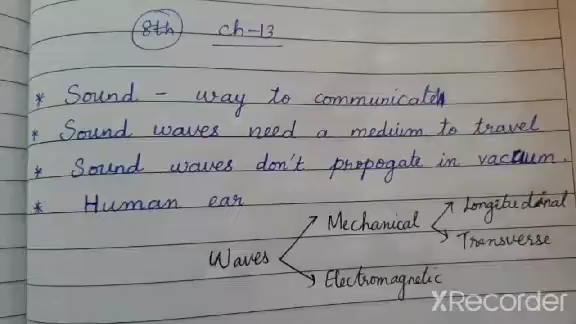 8th ch-13
* Sound - way to communicate
* Sound waves need a medium to travel
* Sound waves don't propogate in vacuum.
* Human ear
Waves
Mechanical
Longitudinal
Transverse
Electromagnetic
XRecorder